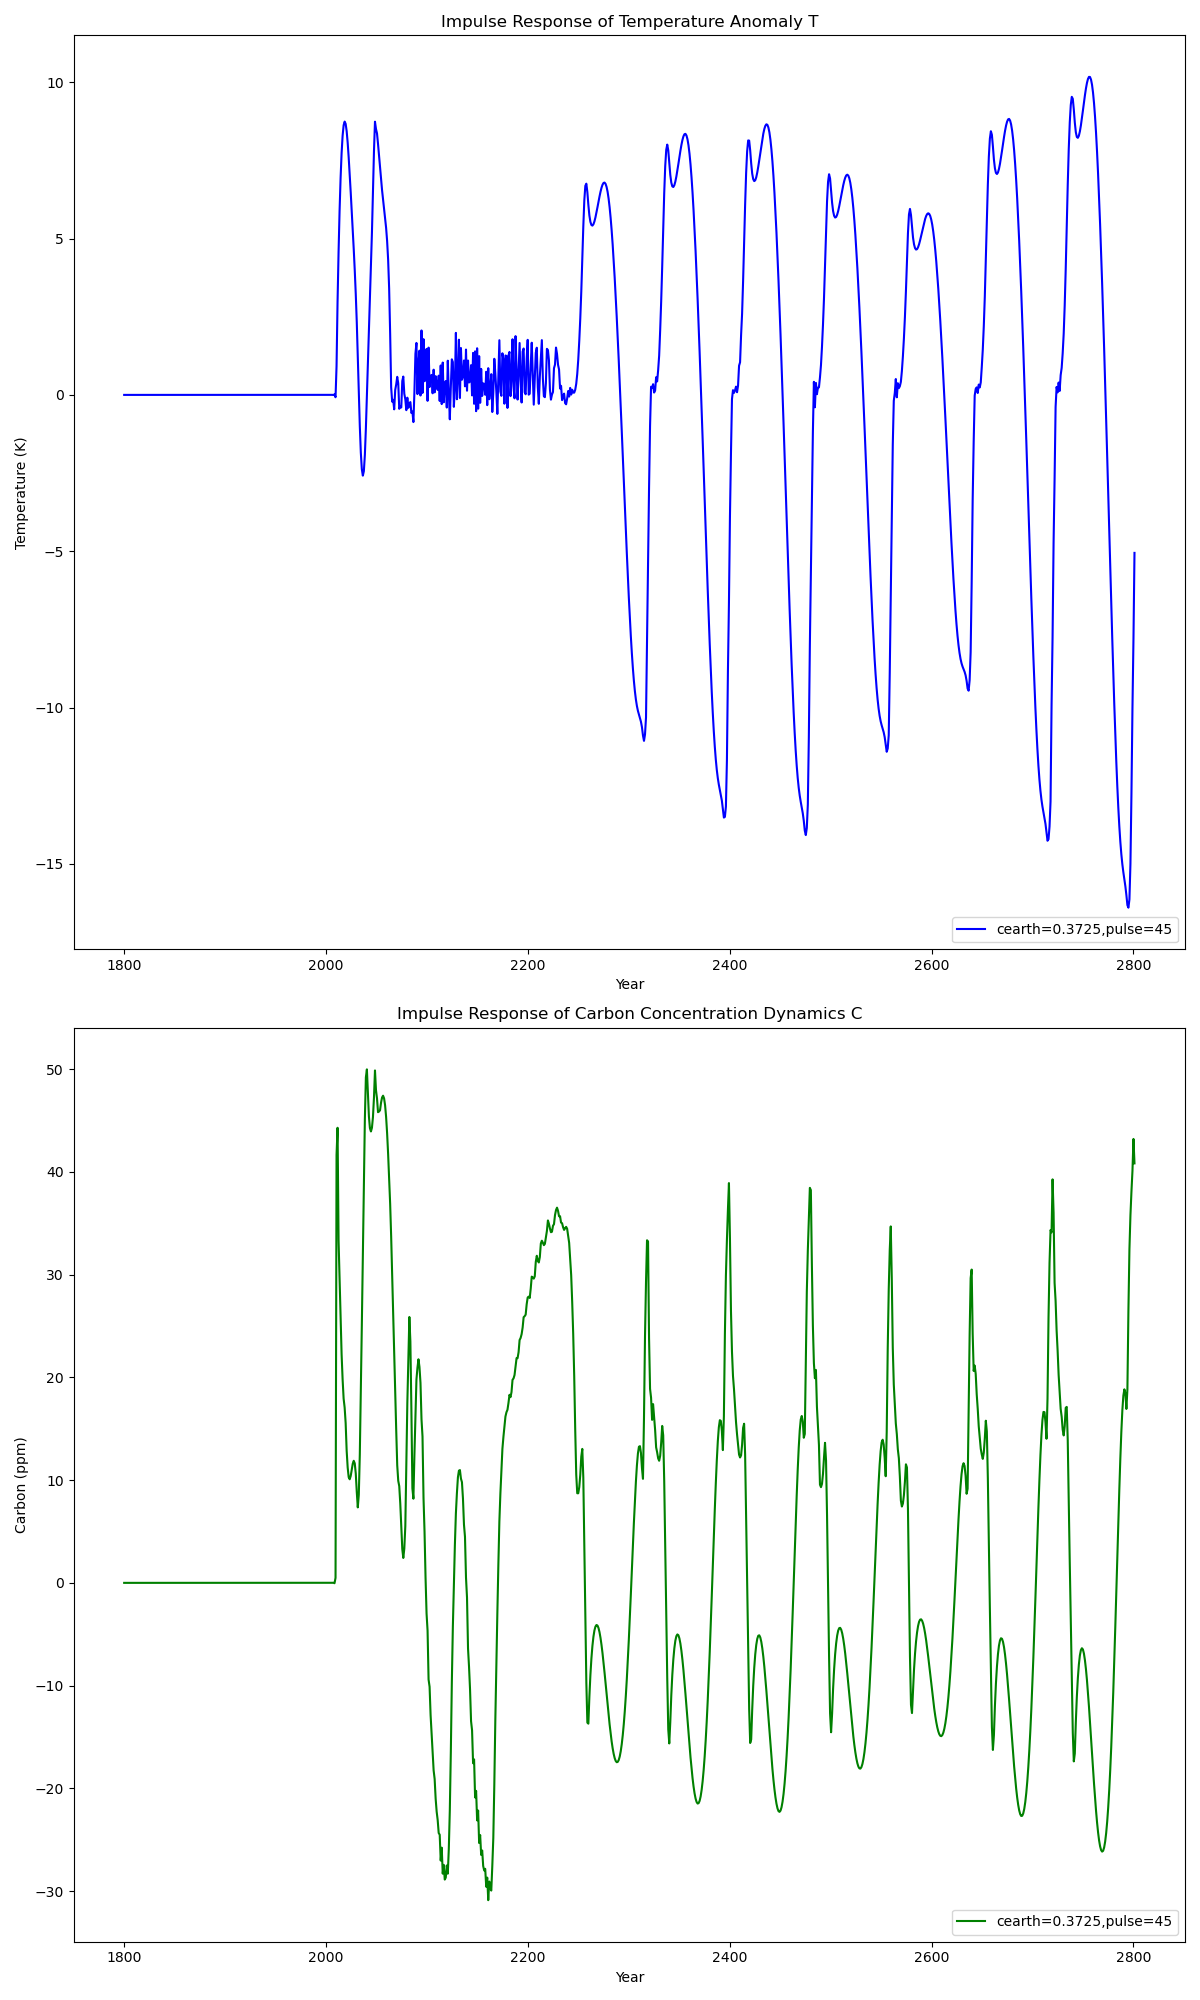 Impulse Response of Temperature Anomaly T
10
5
0
−5
−10
−15
Temperature (K)
cearth=0.3725,pulse=45
1800 2000 2200 2400 2600 2800
Year
Impulse Response of Carbon Concentration Dynamics C
50
40
30
20
10
0
−10
−20
−30
Carbon (ppm)
cearth=0.3725,pulse=45
1800 2000 2200 2400 2600 2800
Year